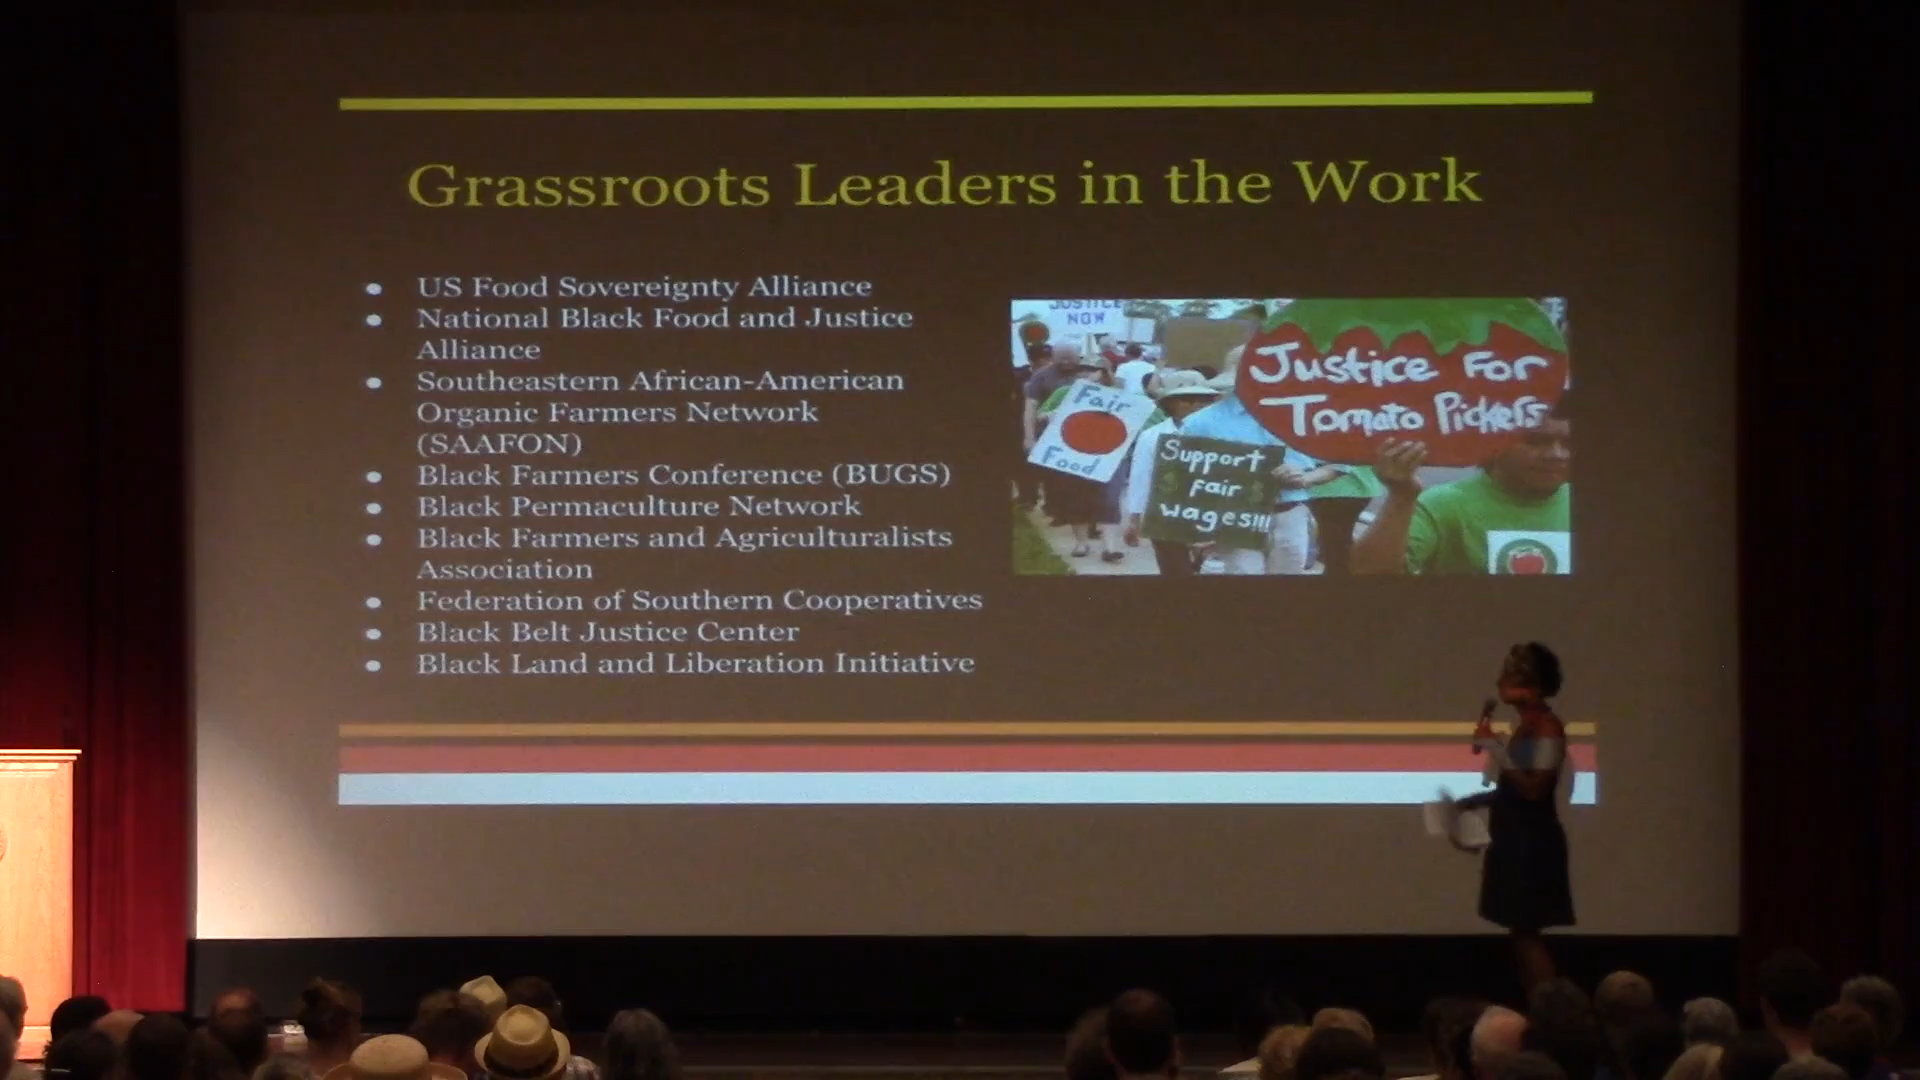 Grassroots Leaders in the Work
US Food Sovereignty Alliance
National Black Food and Justice
Alliance
Southeastern African-American
Organic Farmers Network
(SAAFON)
Black Farmers Conference (BUGS)
Black Permaculture Network
Black Farmers and Agriculturalists
Association
Federation of Southern Cooperatives
Black Belt Justice Center
Black Land and Liberation Initiative
JUSTICE
NOW
Fair
Food
Support
fair
wages!!!
Justice For
Tomato Pickers